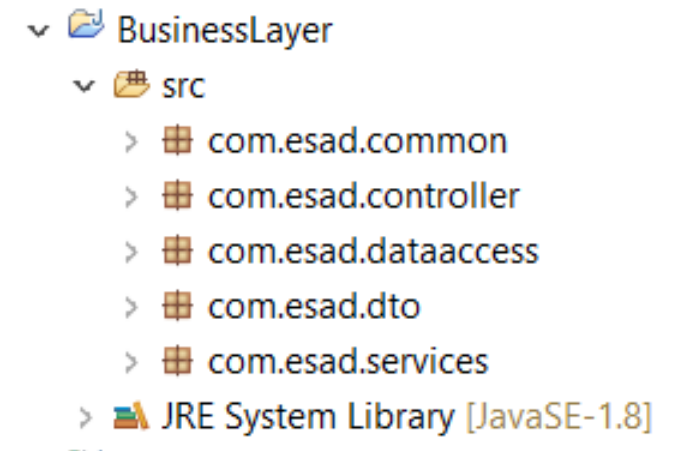 BusinessLayer
src
com.esad.common
com.esad.controller
com.esad.dataaccess
com.esad.dto
com.esad.services
JRE System Library [JavaSE-1.8]